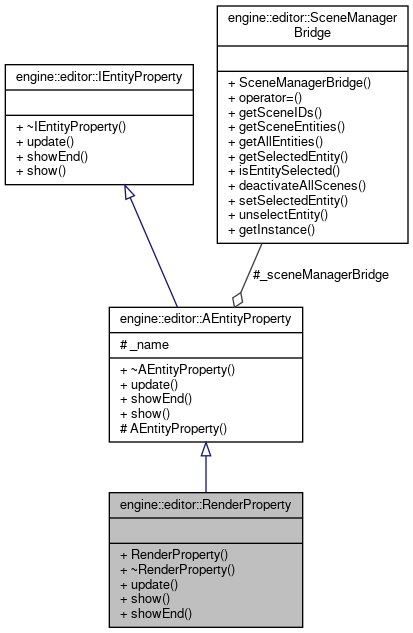 engine::editor::SceneManager
Bridge
+ SceneManagerBridge()
+ operator=()
+ getSceneIDs()
+ getSceneEntities()
+ getAllEntities()
+ getSelectedEntity()
+ isEntitySelected()
+ deactivateAllScenes()
+ setSelectedEntity()
+ unselectEntity()
+ getInstance()
engine::editor::IEntityProperty
+ ~IEntityProperty()
+ update()
+ showEnd()
+ show()
#_sceneManagerBridge
engine::editor::AEntityProperty
# _name
+ ~AEntityProperty()
+ update()
+ showEnd()
+ show()
# AEntityProperty()
engine::editor::RenderProperty
+ RenderProperty()
+ ~RenderProperty()
+ update()
+ show()
+ showEnd()